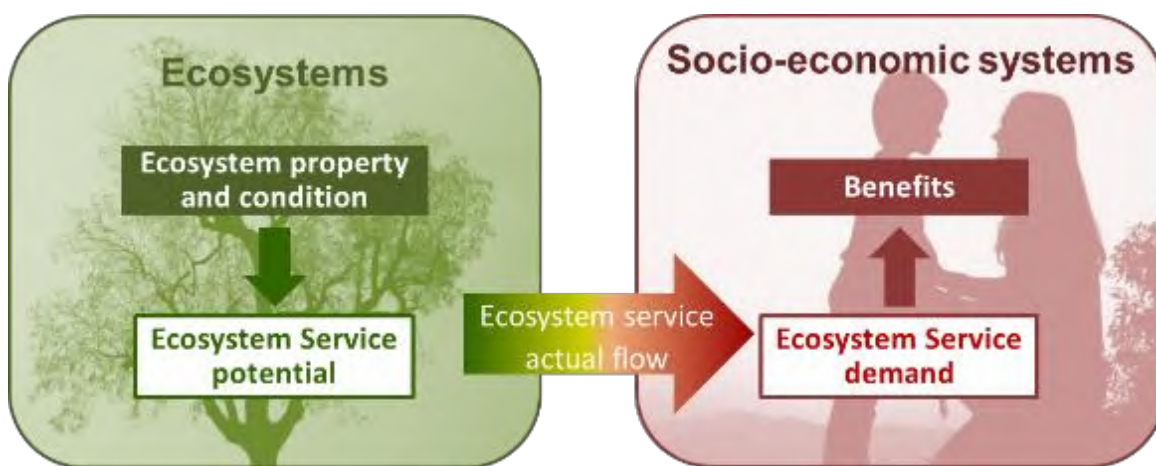 Ecosystems
Ecosystem property
and condition
Ecosystem Service
potential
Ecosystem service
actual flow
Socio-economic systems
Benefits
Ecosystem Service
demand